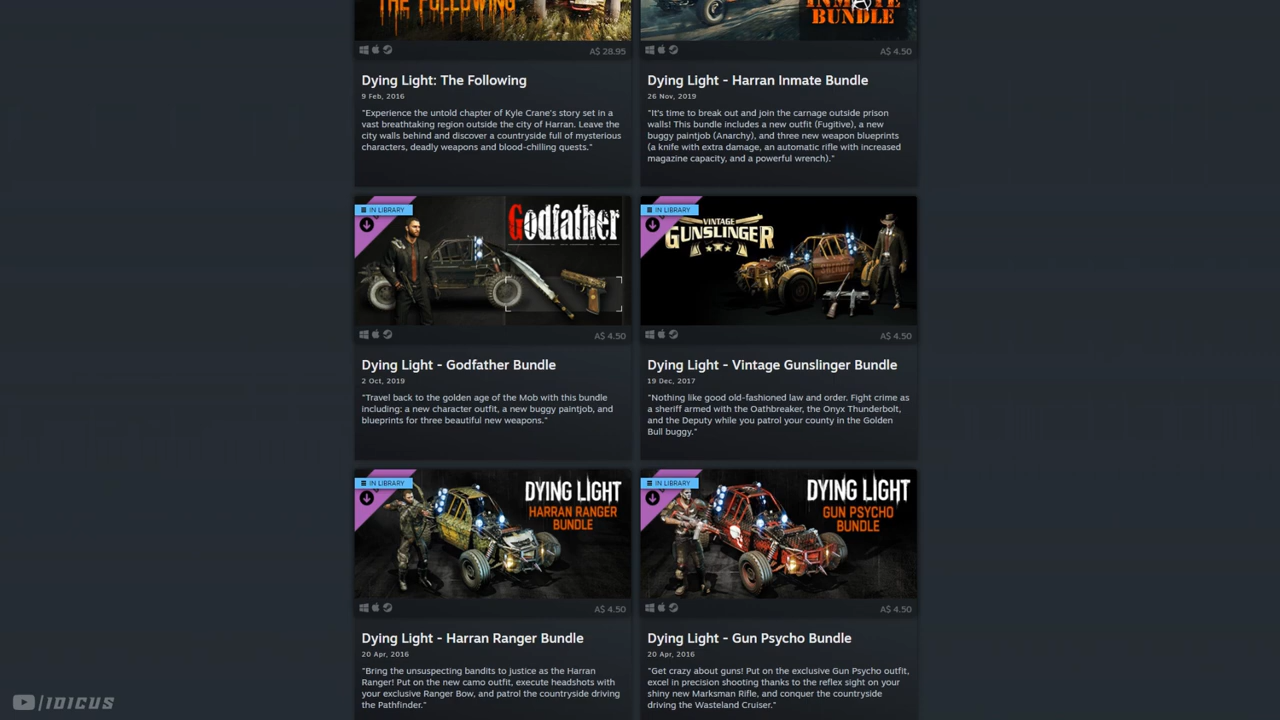 THE FOLLOWING
INMATE
BUNDLE
A$ 28.95
A$ 4.50
Dying Light: The Following
9 Feb, 2016
"Experience the untold chapter of Kyle Crane's story set in a
vast breathtaking region outside the city of Harran. Leave the
city walls behind and discover a countryside full of mysterious
characters, deadly weapons and blood-chilling quests."
Dying Light - Harran Inmate Bundle
26 Nov, 2019
"It's time to break out and join the carnage outside prison
walls! This bundle includes a new outfit (Fugitive), a new
buggy paintjob (Anarchy), and three new weapon blueprints
(a knife with extra damage, an automatic rifle with increased
magazine capacity, and a powerful wrench)."
IN LIBRARY
Godfather
A$ 4.50
Dying Light - Godfather Bundle
2 Oct, 2019
"Travel back to the golden age of the Mob with this bundle
including: a new character outfit, a new buggy paintjob, and
blueprints for three beautiful new weapons."
IN LIBRARY
VINTAGE
GUNSLINGER
SHERIFF
A$ 4.50
Dying Light - Vintage Gunslinger Bundle
19 Dec, 2017
"Nothing like good old-fashioned law and order. Fight crime as
a sheriff armed with the Oathbreaker, the Onyx Thunderbolt,
and the Deputy while you patrol your county in the Golden
Bull buggy."
IN LIBRARY
DYING LIGHT
HARRAN RANGER
BUNDLE
A$ 4.50
Dying Light - Harran Ranger Bundle
20 Apr, 2016
"Bring the unsuspecting bandits to justice as the Harran
Ranger! Put on the new camo outfit, execute headshots with
your exclusive Ranger Bow, and patrol the countryside driving
the Pathfinder."
IN LIBRARY
DYING LIGHT
GUN PSYCHO
BUNDLE
A$ 4.50
Dying Light - Gun Psycho Bundle
20 Apr, 2016
"Get crazy about guns! Put on the exclusive Gun Psycho outfit,
excel in precision shooting thanks to the reflex sight on your
shiny new Marksman Rifle, and conquer the countryside
driving the Wasteland Cruiser."
/IDICUS